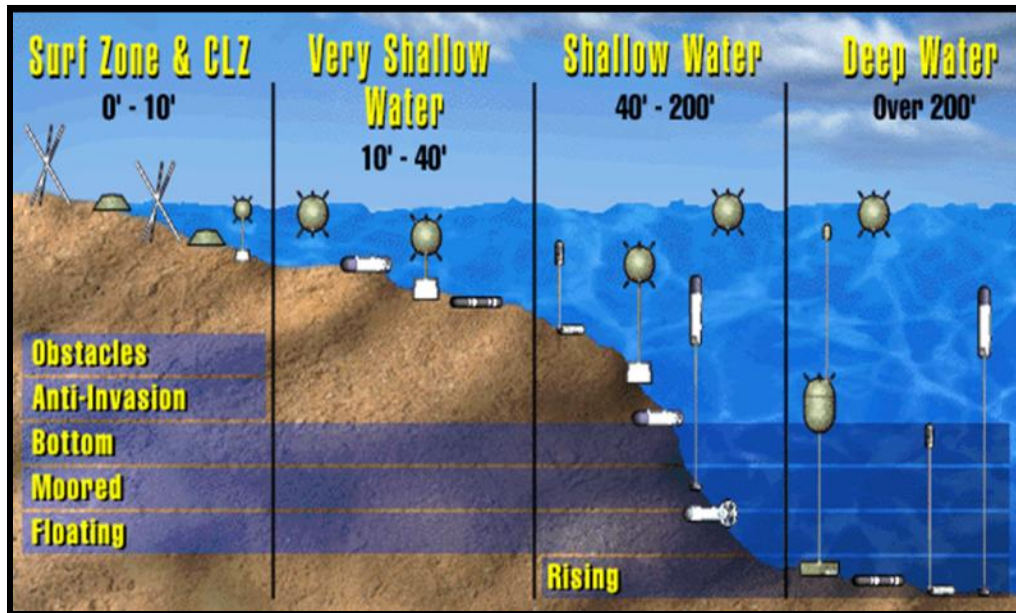 Surf Zone & CLZ
0' - 10'
Very Shallow
Water
10' - 40'
Shallow Water
40' - 200'
Deep Water
Over 200'
Obstacles
Anti-Invasion
Bottom
Moored
Floating
Rising